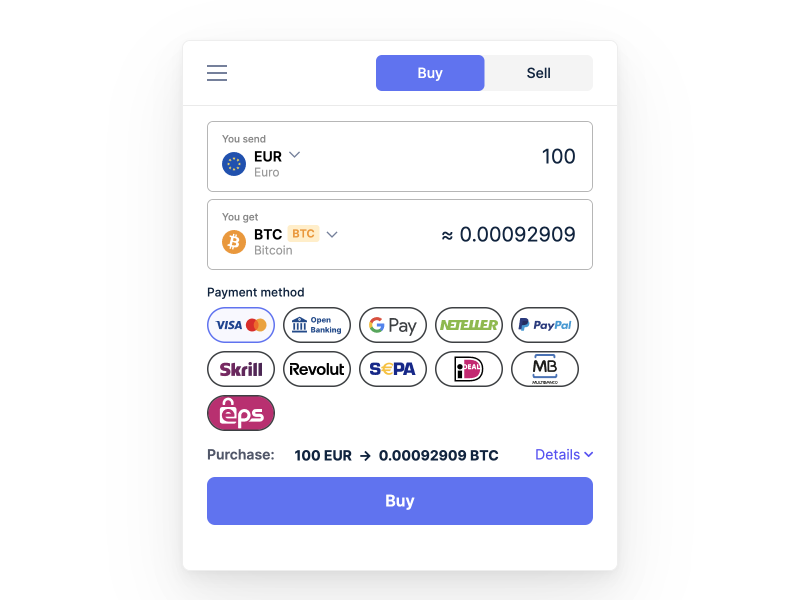 Buy Sell
You send
EUR 100
Euro
You get
BTC BTC ≈ 0.00092909
Bitcoin
Payment method
VISA Open Banking G Pay NETELLER PayPal
Skrill Revolut S€PA iDEAL MB MULTIBANCO
eps
Purchase: 100 EUR → 0.00092909 BTC Details
Buy